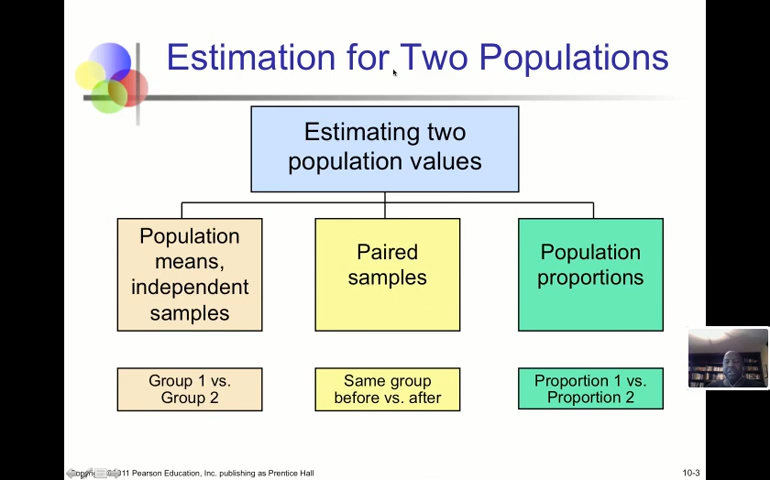 Estimation for Two Populations
Estimating two
population values
Population
means,
independent
samples
Paired
samples
Population
proportions
Group 1 vs.
Group 2
Same group
before vs. after
Proportion 1 vs.
Proportion 2
2011 Pearson Education, Inc. publishing as Prentice Hall
10-3